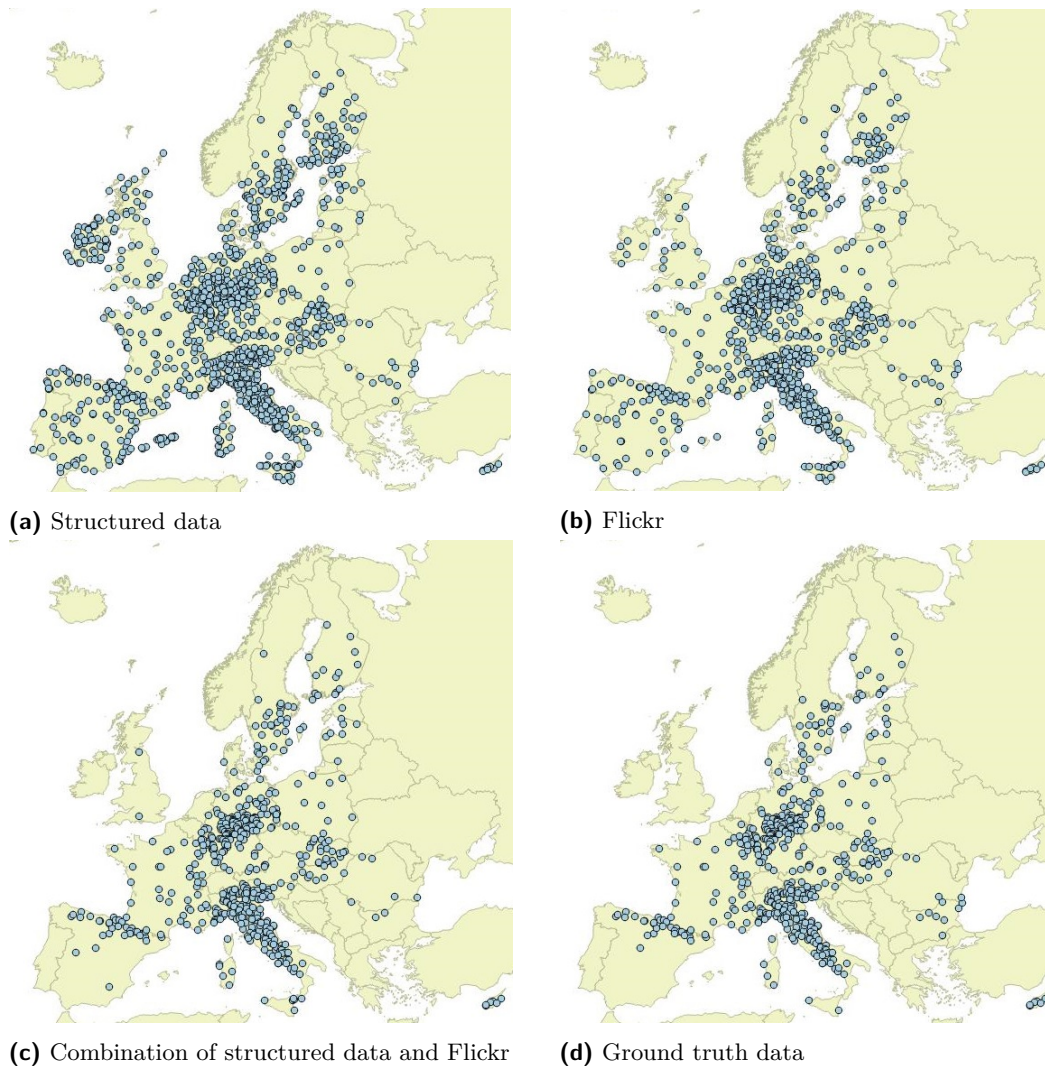 (a) Structured data
(b) Flickr
(c) Combination of structured data and Flickr
(d) Ground truth data